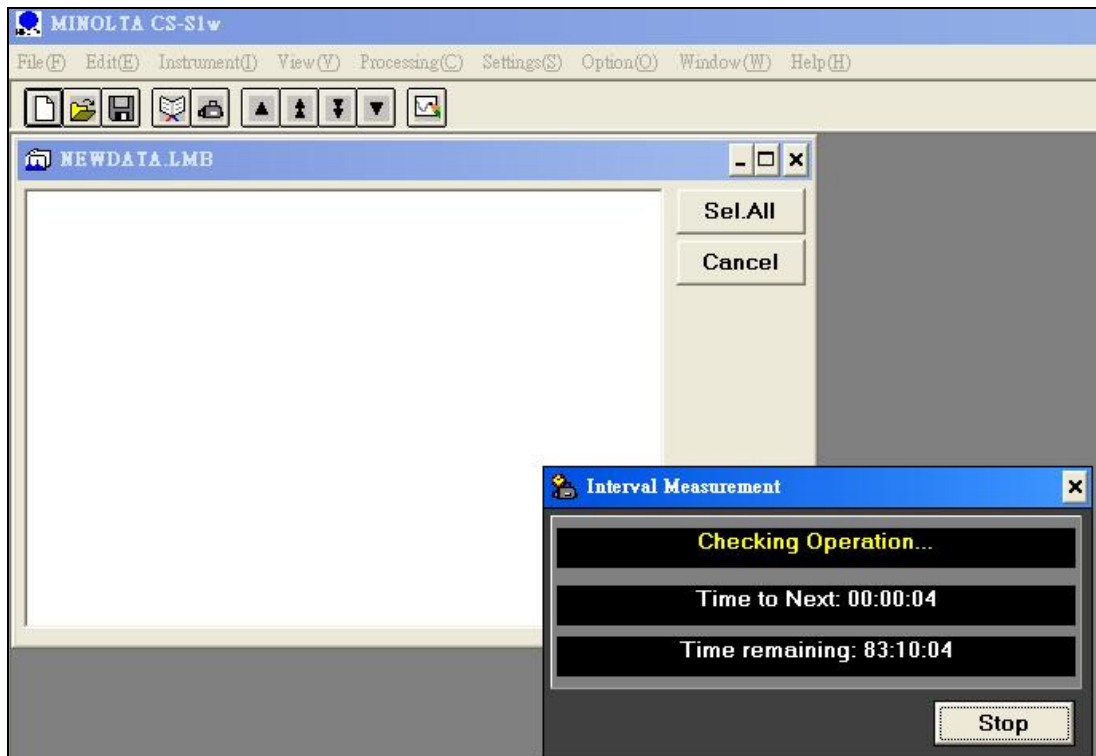 MINOLTA CS-S1w
File(F) Edit(E) Instrument(I) View(V) Processing(C) Settings(S) Option(O) Window(W) Help(H)
NEWDATA.LMB
Sel.All
Cancel
Interval Measurement
Checking Operation...
Time to Next: 00:00:04
Time remaining: 83:10:04
Stop